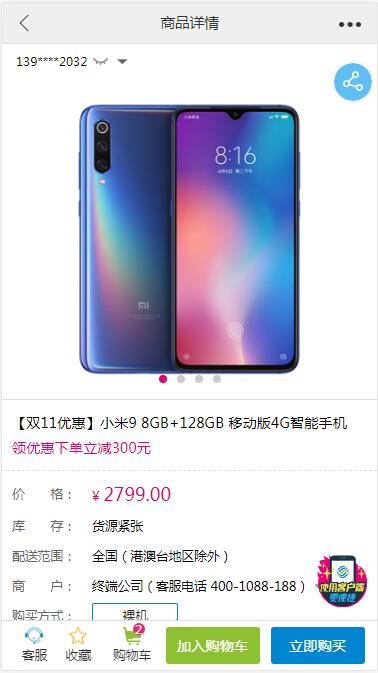 商品详情
139****2032
8:16
mi
【双11优惠】小米9 8GB+128GB 移动版4G智能手机
领优惠下单立减300元
价 格： ¥ 2799.00
库 存： 货源紧张
配送范围： 全国（港澳台地区除外）
商 户： 终端公司（客服电话 400-1088-188）
使用客户端
更便捷
购买方式： 裸机
2
客服 收藏 购物车 加入购物车 立即购买